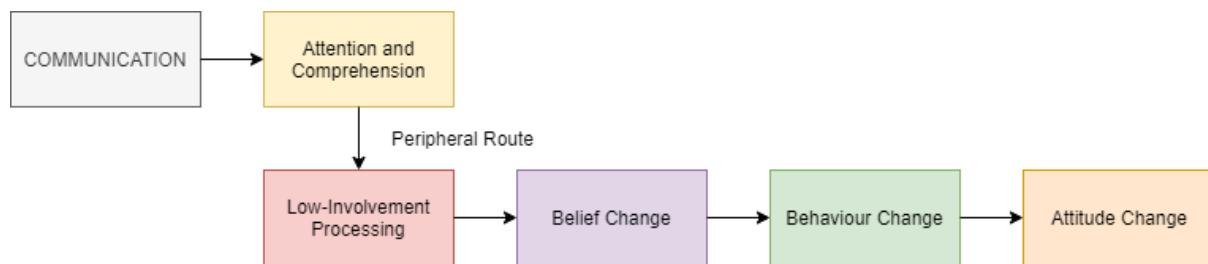 COMMUNICATION
Attention and
Comprehension
Peripheral Route
Low-Involvement
Processing
Belief Change
Behaviour Change
Attitude Change